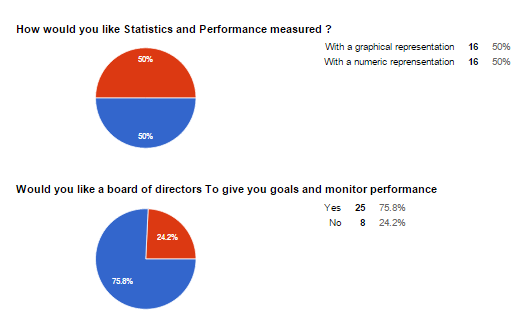 How would you like Statistics and Performance measured ?
With a graphical representation 16 50%
With a numeric reprensentation 16 50%
50%
50%
Would you like a board of directors To give you goals and monitor performance
Yes 25 75.8%
No 8 24.2%
24.2%
75.8%